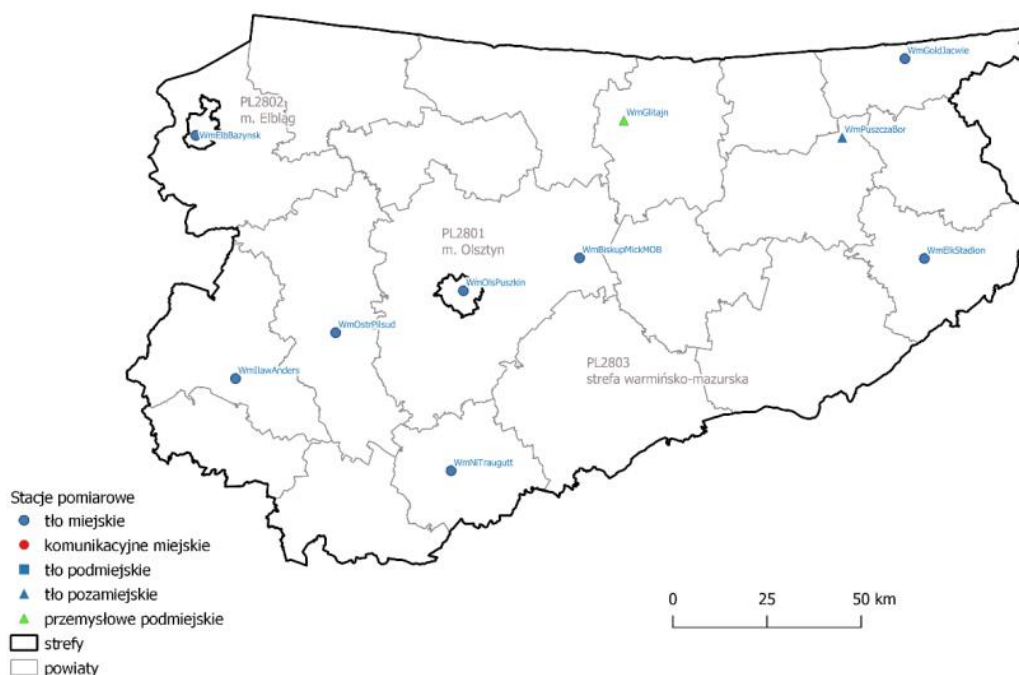 WmGoldJacwie
PL2802
m. Elbląg
WmGlitajn
WmElbBazynsk
WmPuszczaBor
PL2801
m. Olsztyn
WmBiskupMickMOB
WmElkStadion
WmOlsPuszkin
WmOstrPilsud
PL2803
strefa warmińsko-mazurska
WmIlawAnders
WmNiTraugutt
Stacje pomiarowe
tło miejskie
komunikacyjne miejskie
tło podmiejskie
tło pozamiejskie
przemysłowe podmiejskie
strefy
powiaty
0 25 50 km